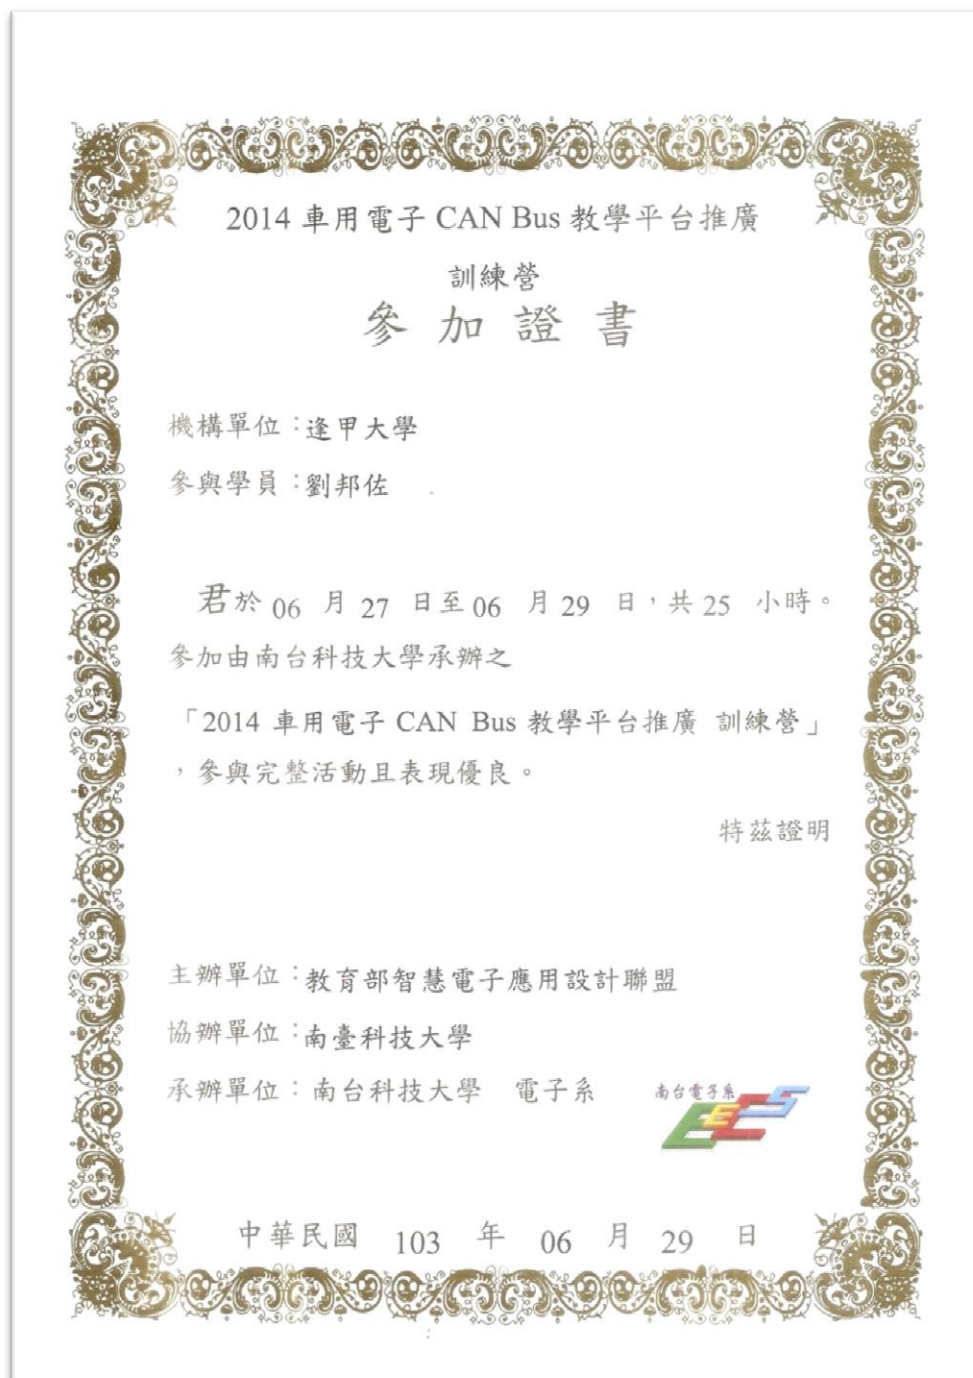 2014 車用電子 CAN Bus 教學平台推廣
訓練營
參 加 證 書
機構單位：逢甲大學
參與學員：劉邦佐
君於 06 月 27 日至 06 月 29 日，共 25 小時。
參加由南台科技大學承辦之
「2014 車用電子 CAN Bus 教學平台推廣 訓練營」
，參與完整活動且表現優良。
特茲證明
主辦單位：教育部智慧電子應用設計聯盟
協辦單位：南臺科技大學
承辦單位：南台科技大學 電子系
南台電子系
EECS
中華民國 103 年 06 月 29 日